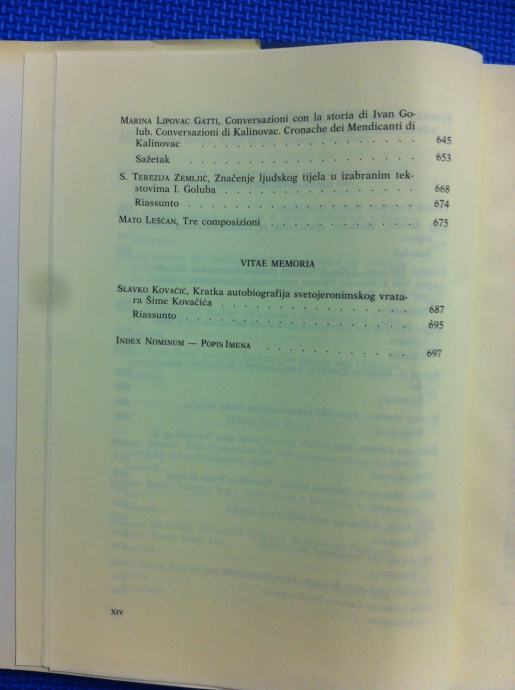 MARINA LIPOVAC GATTI, Conversazioni con la storia di Ivan Go-
lub. Conversazioni di Kalinovac. Cronache dei Mendicanti di
Kalinovac . . . . . . . . . . . . . . . . 645
Sažetak . . . . . . . . . . . . . . . . 653
S. TEREZIJA ZEMLJIĆ, Značenje ljudskog tijela u izabranim tek-
stovima I. Goluba . . . . . . . . . . . . . 668
Riassunto . . . . . . . . . . . . . . . 674
MATO LEŠĆAN, Tre composizioni . . . . . . . . . . 675
VITAE MEMORIA
SLAVKO KOVAČIĆ, Kratka autobiografija svetojeronimskog vrata-
ra Šime Kovačića . . . . . . . . . . . . . 687
Riassunto . . . . . . . . . . . . . . . 695
INDEX NOMINUM — POPIS IMENA . . . . . . . . . 697
XIV